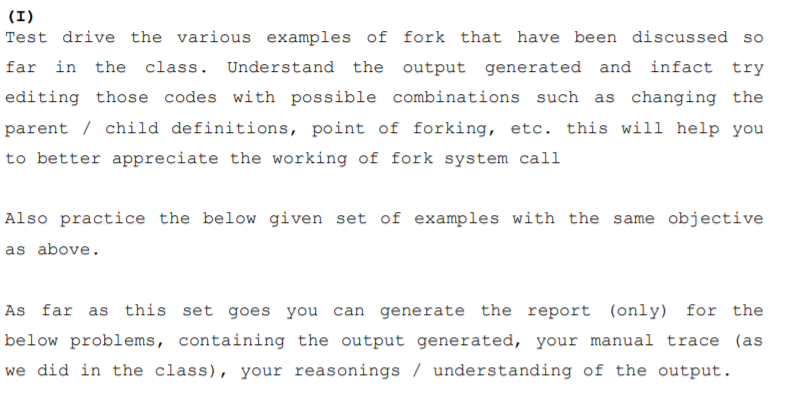 (I)
Test drive the various examples of fork that have been discussed so
far in the class. Understand the output generated and infact try
editing those codes with possible combinations such as changing the
parent / child definitions, point of forking, etc. this will help you
to better appreciate the working of fork system call
Also practice the below given set of examples with the same objective
as above.
As far as this set goes you can generate the report (only) for the
below problems, containing the output generated, your manual trace (as
we did in the class), your reasonings / understanding of the output.